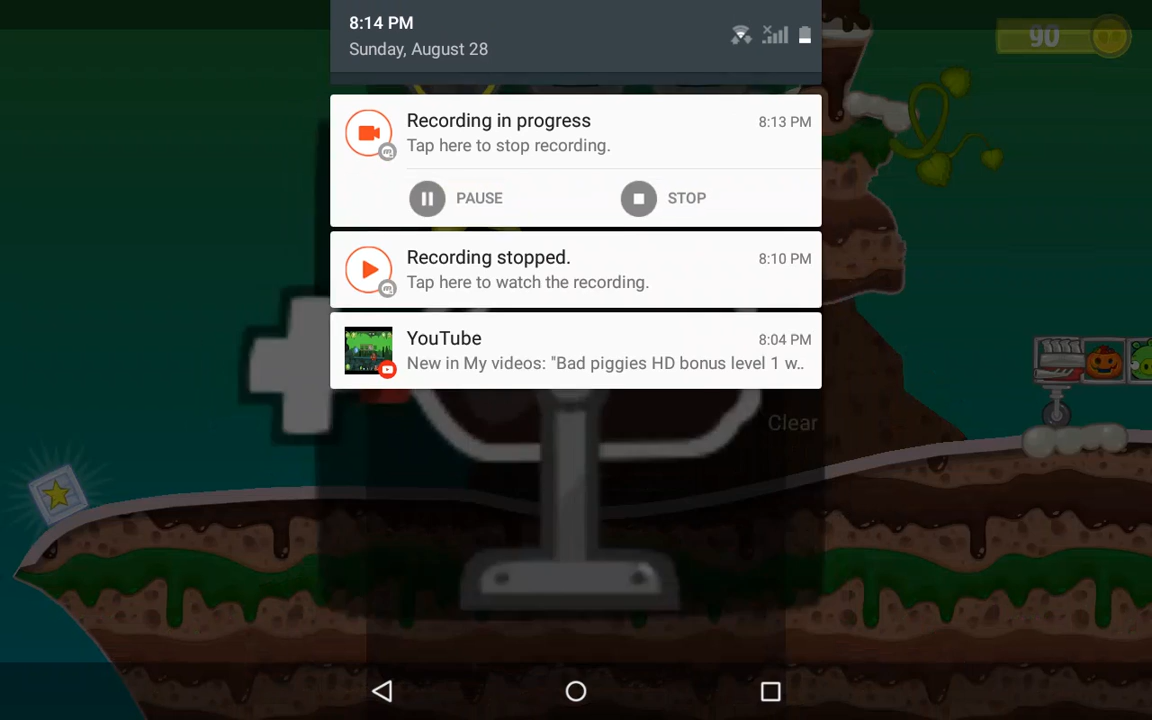 8:14 PM
Sunday, August 28
90
Recording in progress
8:13 PM
Tap here to stop recording.
PAUSE
STOP
Recording stopped.
8:10 PM
Tap here to watch the recording.
YouTube
8:04 PM
New in My videos: "Bad piggies HD bonus level 1 w..
Clear